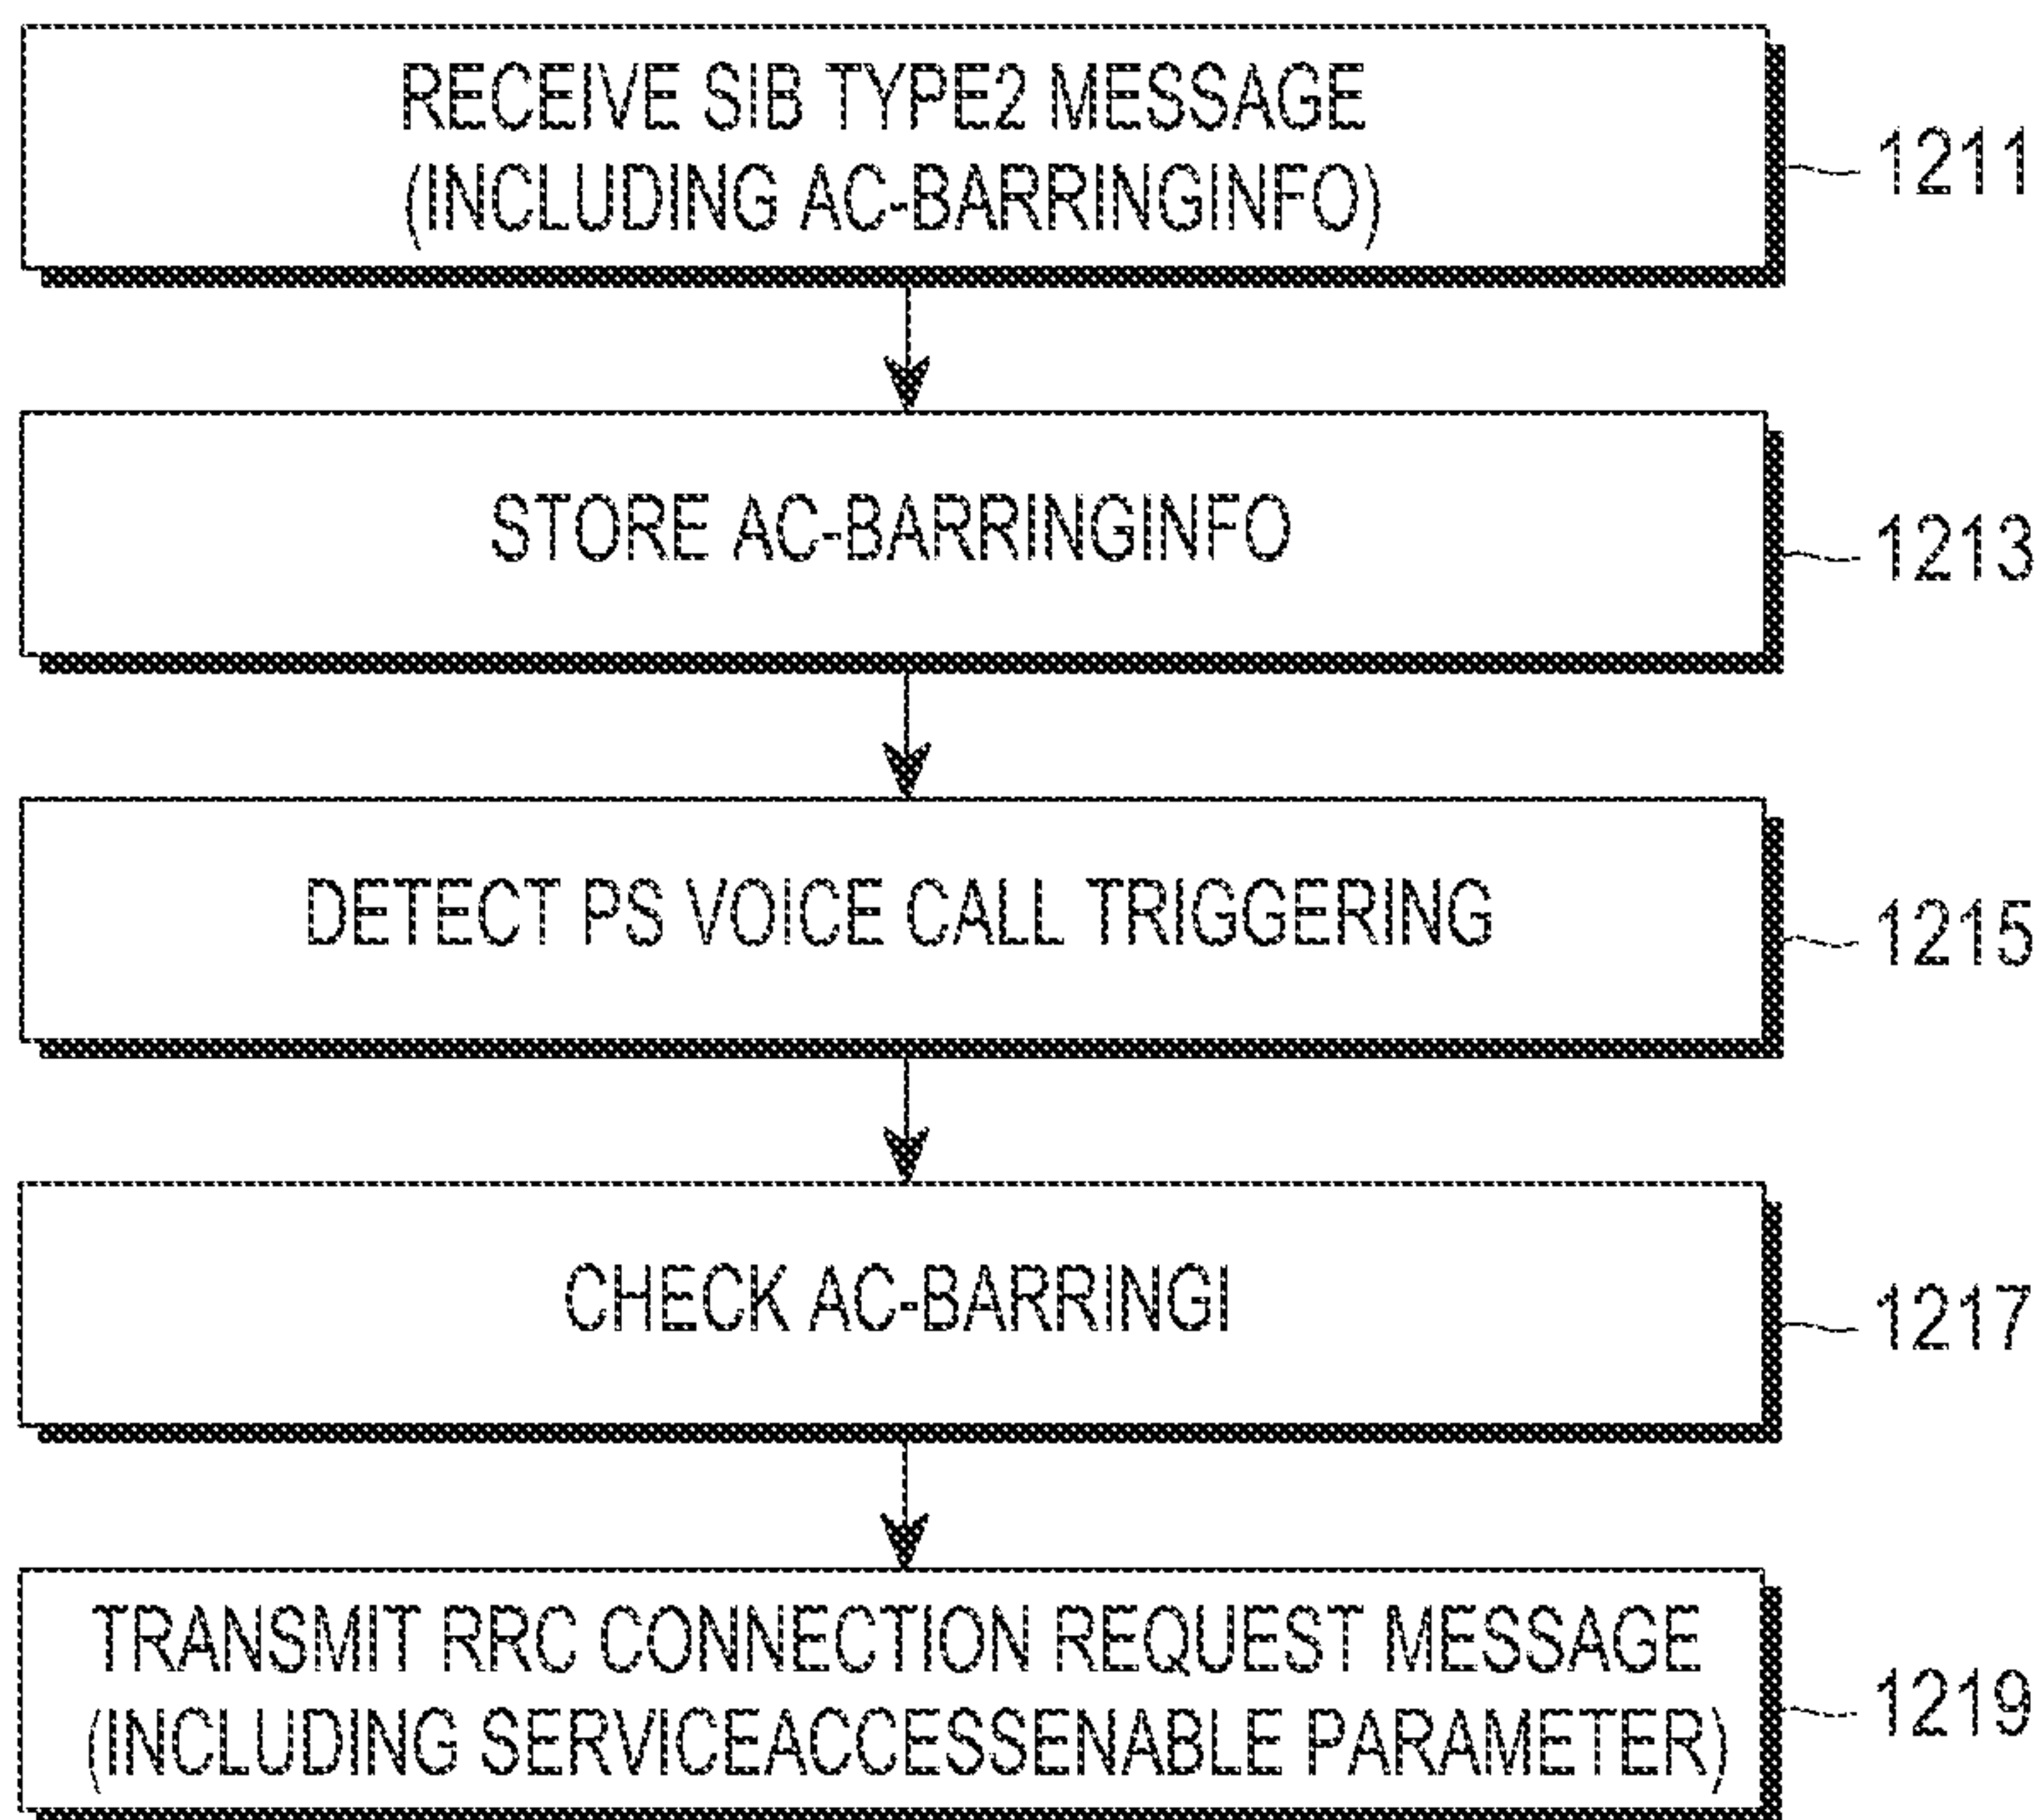 RECEIVE SIB TYPE2 MESSAGE
(INCLUDING AC-BARRINGINFO)
1211
STORE AC-BARRINGINFO
1213
DETECT PS VOICE CALL TRIGGERING
1215
CHECK AC-BARRINGI
1217
TRANSMIT RRC CONNECTION REQUEST MESSAGE
(INCLUDING SERVICEACCESSENABLE PARAMETER)
1219